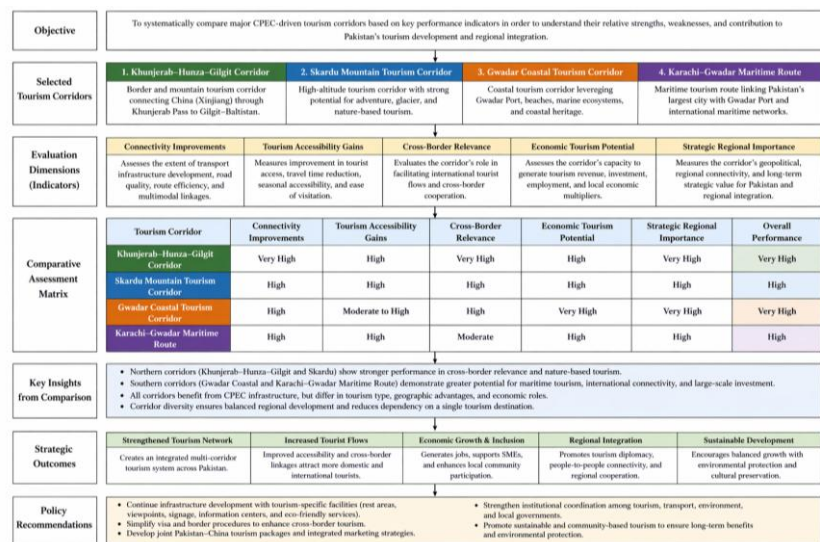 Objective
To systematically compare major CPEC-driven tourism corridors based on key performance indicators in order to understand their relative strengths, weaknesses, and contribution to
Pakistan's tourism development and regional integration.
Selected
Tourism Corridors
1. Khunjerab–Hunza–Gilgit Corridor
Border and mountain tourism corridor
connecting China (Xinjiang) through
Khunjerab Pass to Gilgit–Baltistan.
2. Skardu Mountain Tourism Corridor
High-altitude tourism corridor with strong
potential for adventure, glacier, and
nature-based tourism.
3. Gwadar Coastal Tourism Corridor
Coastal tourism corridor leveraging
Gwadar Port, beaches, marine ecosystems,
and coastal heritage.
4. Karachi–Gwadar Maritime Route
Maritime tourism route linking Pakistan's
largest city with Gwadar Port and
international maritime networks.
Evaluation
Dimensions
(Indicators)
Connectivity Improvements
Assesses the extent of transport
infrastructure development, road
quality, route efficiency, and
multimodal linkages.
Tourism Accessibility Gains
Measures improvement in tourist
access, travel time reduction,
seasonal accessibility, and ease
of visitation.
Cross-Border Relevance
Evaluates the corridor's role in
facilitating international tourist
flows and cross-border
cooperation.
Economic Tourism Potential
Assesses the corridor's capacity to
generate tourism revenue, investment,
employment, and local economic
multipliers.
Strategic Regional Importance
Measures the corridor's geopolitical,
regional connectivity, and long-term
strategic value for Pakistan and
regional integration.
Comparative
Assessment
Matrix
Tourism Corridor
Connectivity
Improvements
Tourism Accessibility
Gains
Cross-Border
Relevance
Economic Tourism
Potential
Strategic Regional
Importance
Overall
Performance
Khunjerab–Hunza–Gilgit
Corridor
Very High
High
Very High
High
Very High
Very High
Skardu Mountain Tourism
Corridor
High
High
High
High
High
High
Gwadar Coastal Tourism
Corridor
High
Moderate to High
High
Very High
Very High
Very High
Karachi–Gwadar Maritime
Route
High
High
Moderate
High
High
High
Key Insights
from Comparison
• Northern corridors (Khunjerab–Hunza–Gilgit and Skardu) show stronger performance in cross-border relevance and nature-based tourism.
• Southern corridors (Gwadar Coastal and Karachi–Gwadar Maritime Route) demonstrate greater potential for maritime tourism, international connectivity, and large-scale investment.
• All corridors benefit from CPEC infrastructure, but differ in tourism type, geographic advantages, and economic roles.
• Corridor diversity ensures balanced regional development and reduces dependency on a single tourism destination.
Strategic
Outcomes
Strengthened Tourism Network
Creates an integrated multi-corridor
tourism system across Pakistan.
Increased Tourist Flows
Improved accessibility and cross-border
linkages attract more domestic and
international tourists.
Economic Growth & Inclusion
Generates jobs, supports SMEs,
and enhances local community
participation.
Regional Integration
Promotes tourism diplomacy,
people-to-people connectivity,
and regional cooperation.
Sustainable Development
Encourages balanced growth with
environmental protection and
cultural preservation.
Policy
Recommendations
• Continue infrastructure development with tourism-specific facilities (rest areas,
viewpoints, signage, information centers, and eco-friendly services).
• Simplify visa and border procedures to enhance cross-border tourism.
• Develop joint Pakistan–China tourism packages and integrated marketing strategies.
• Strengthen institutional coordination among tourism, transport, environment,
and local governments.
• Promote sustainable and community-based tourism to ensure long-term benefits
and environmental protection.